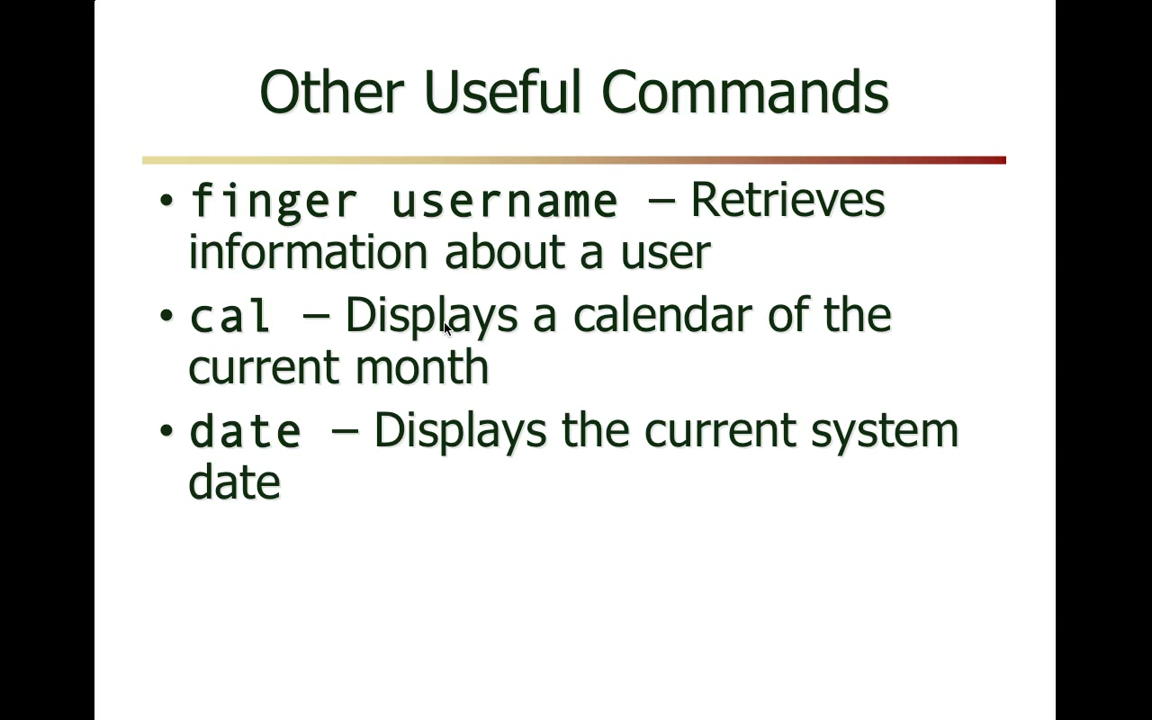 Other Useful Commands
• finger username – Retrieves
information about a user
• cal – Displays a calendar of the
current month
• date – Displays the current system
date